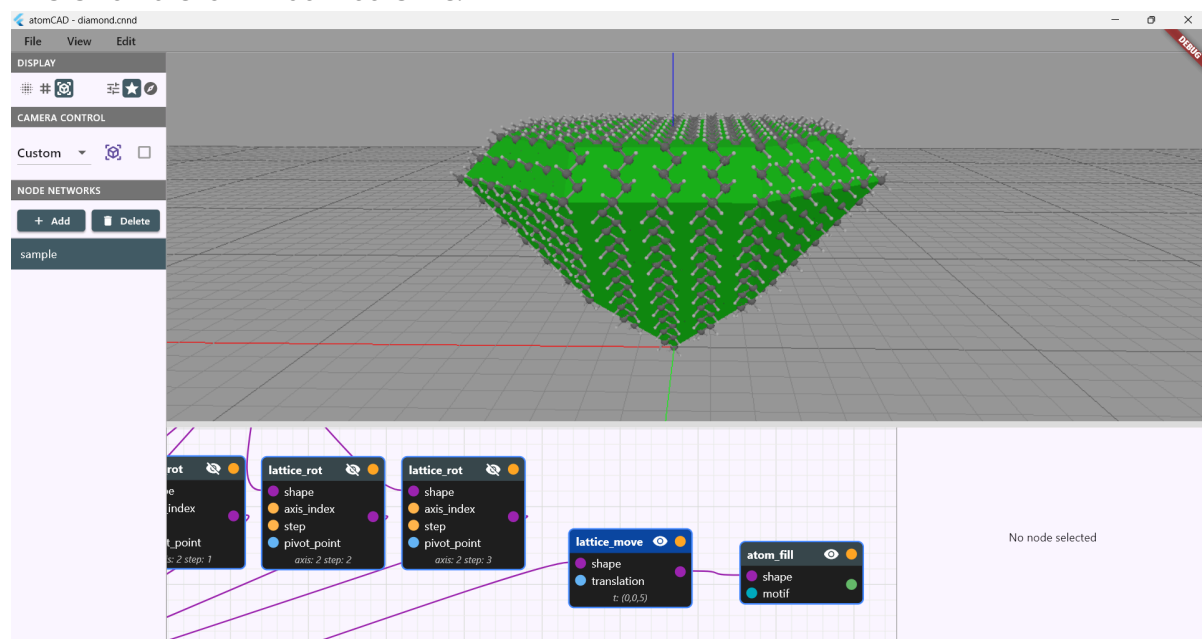 atomCAD - diamond.cnnd
DEBUG
File View Edit
DISPLAY
CAMERA CONTROL
Custom
NODE NETWORKS
+ Add Delete
sample
rot
index
t_point
s: 2 step: 1
lattice_rot
shape
axis_index
step
pivot_point
axis: 2 step: 2
lattice_rot
shape
axis_index
step
pivot_point
axis: 2 step: 3
lattice_move
shape
translation
t: (0,0,5)
atom_fill
shape
motif
No node selected